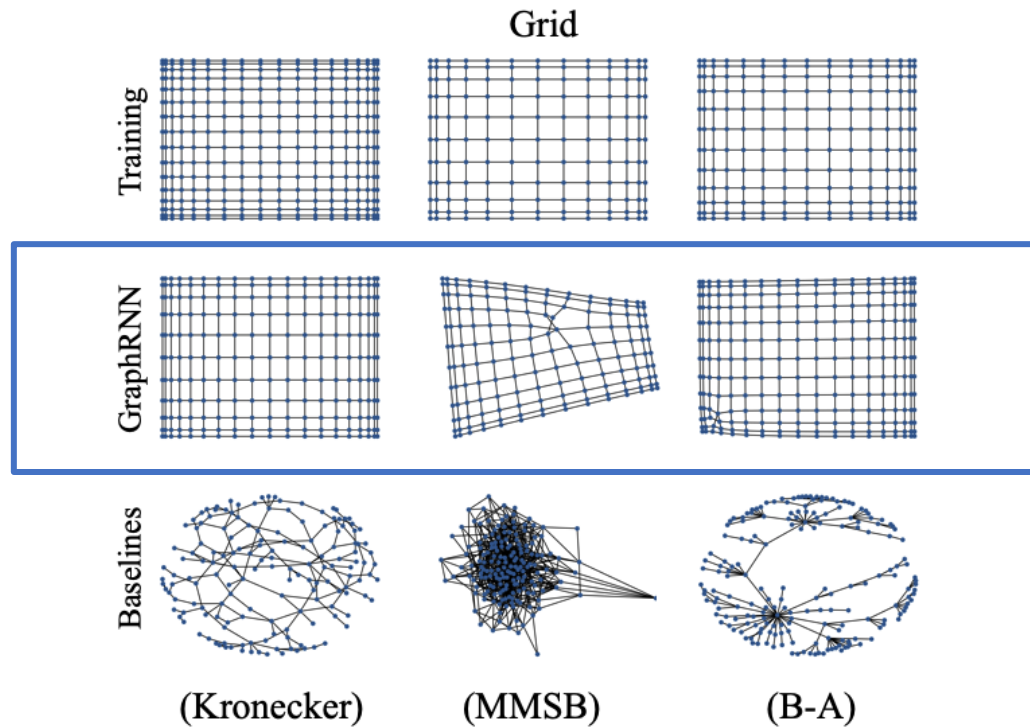 Grid
Training
GraphRNN
Baselines
(Kronecker) (MMSB) (B-A)